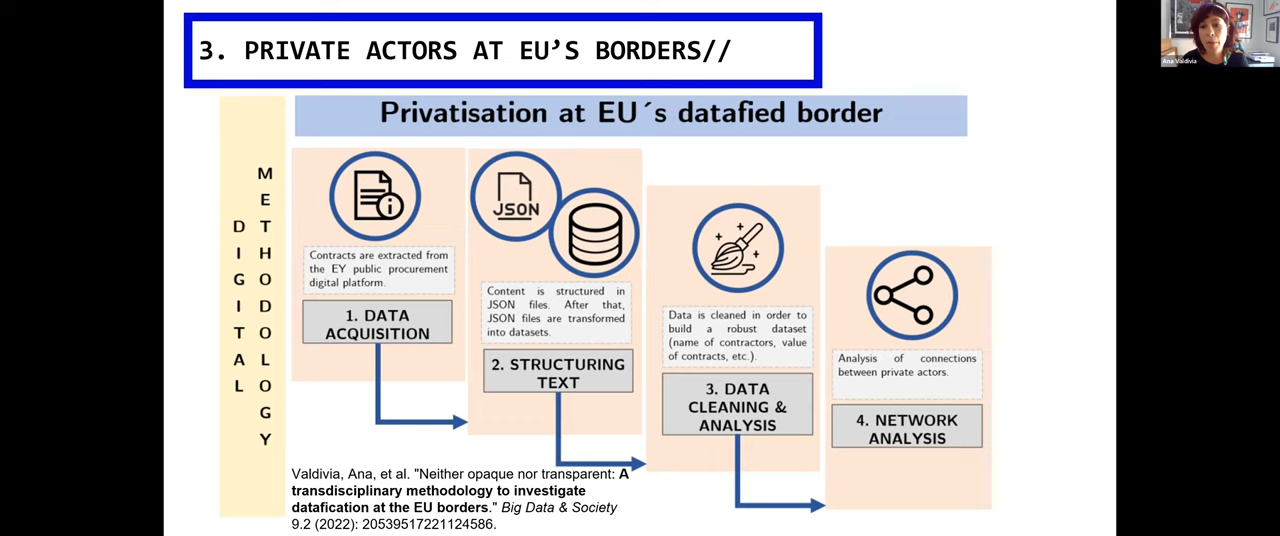 3. PRIVATE ACTORS AT EU’S BORDERS//
Ana Valdivia
Privatisation at EU´s datafied border
DIGITAL
METHODOLOGY
Contracts are extracted from
the EY public procurement
digital platform.
1. DATA
ACQUISITION
JSON
Content is structured in
JSON files. After that,
JSON files are transformed
into datasets.
2. STRUCTURING
TEXT
Data is cleaned in order to
build a robust dataset
(name of contractors, value
of contracts, etc.).
3. DATA
CLEANING &
ANALYSIS
Analysis of connections
between private actors.
4. NETWORK
ANALYSIS
Valdivia, Ana, et al. "Neither opaque nor transparent: A
transdisciplinary methodology to investigate
datafication at the EU borders." Big Data & Society
9.2 (2022): 20539517221124586.